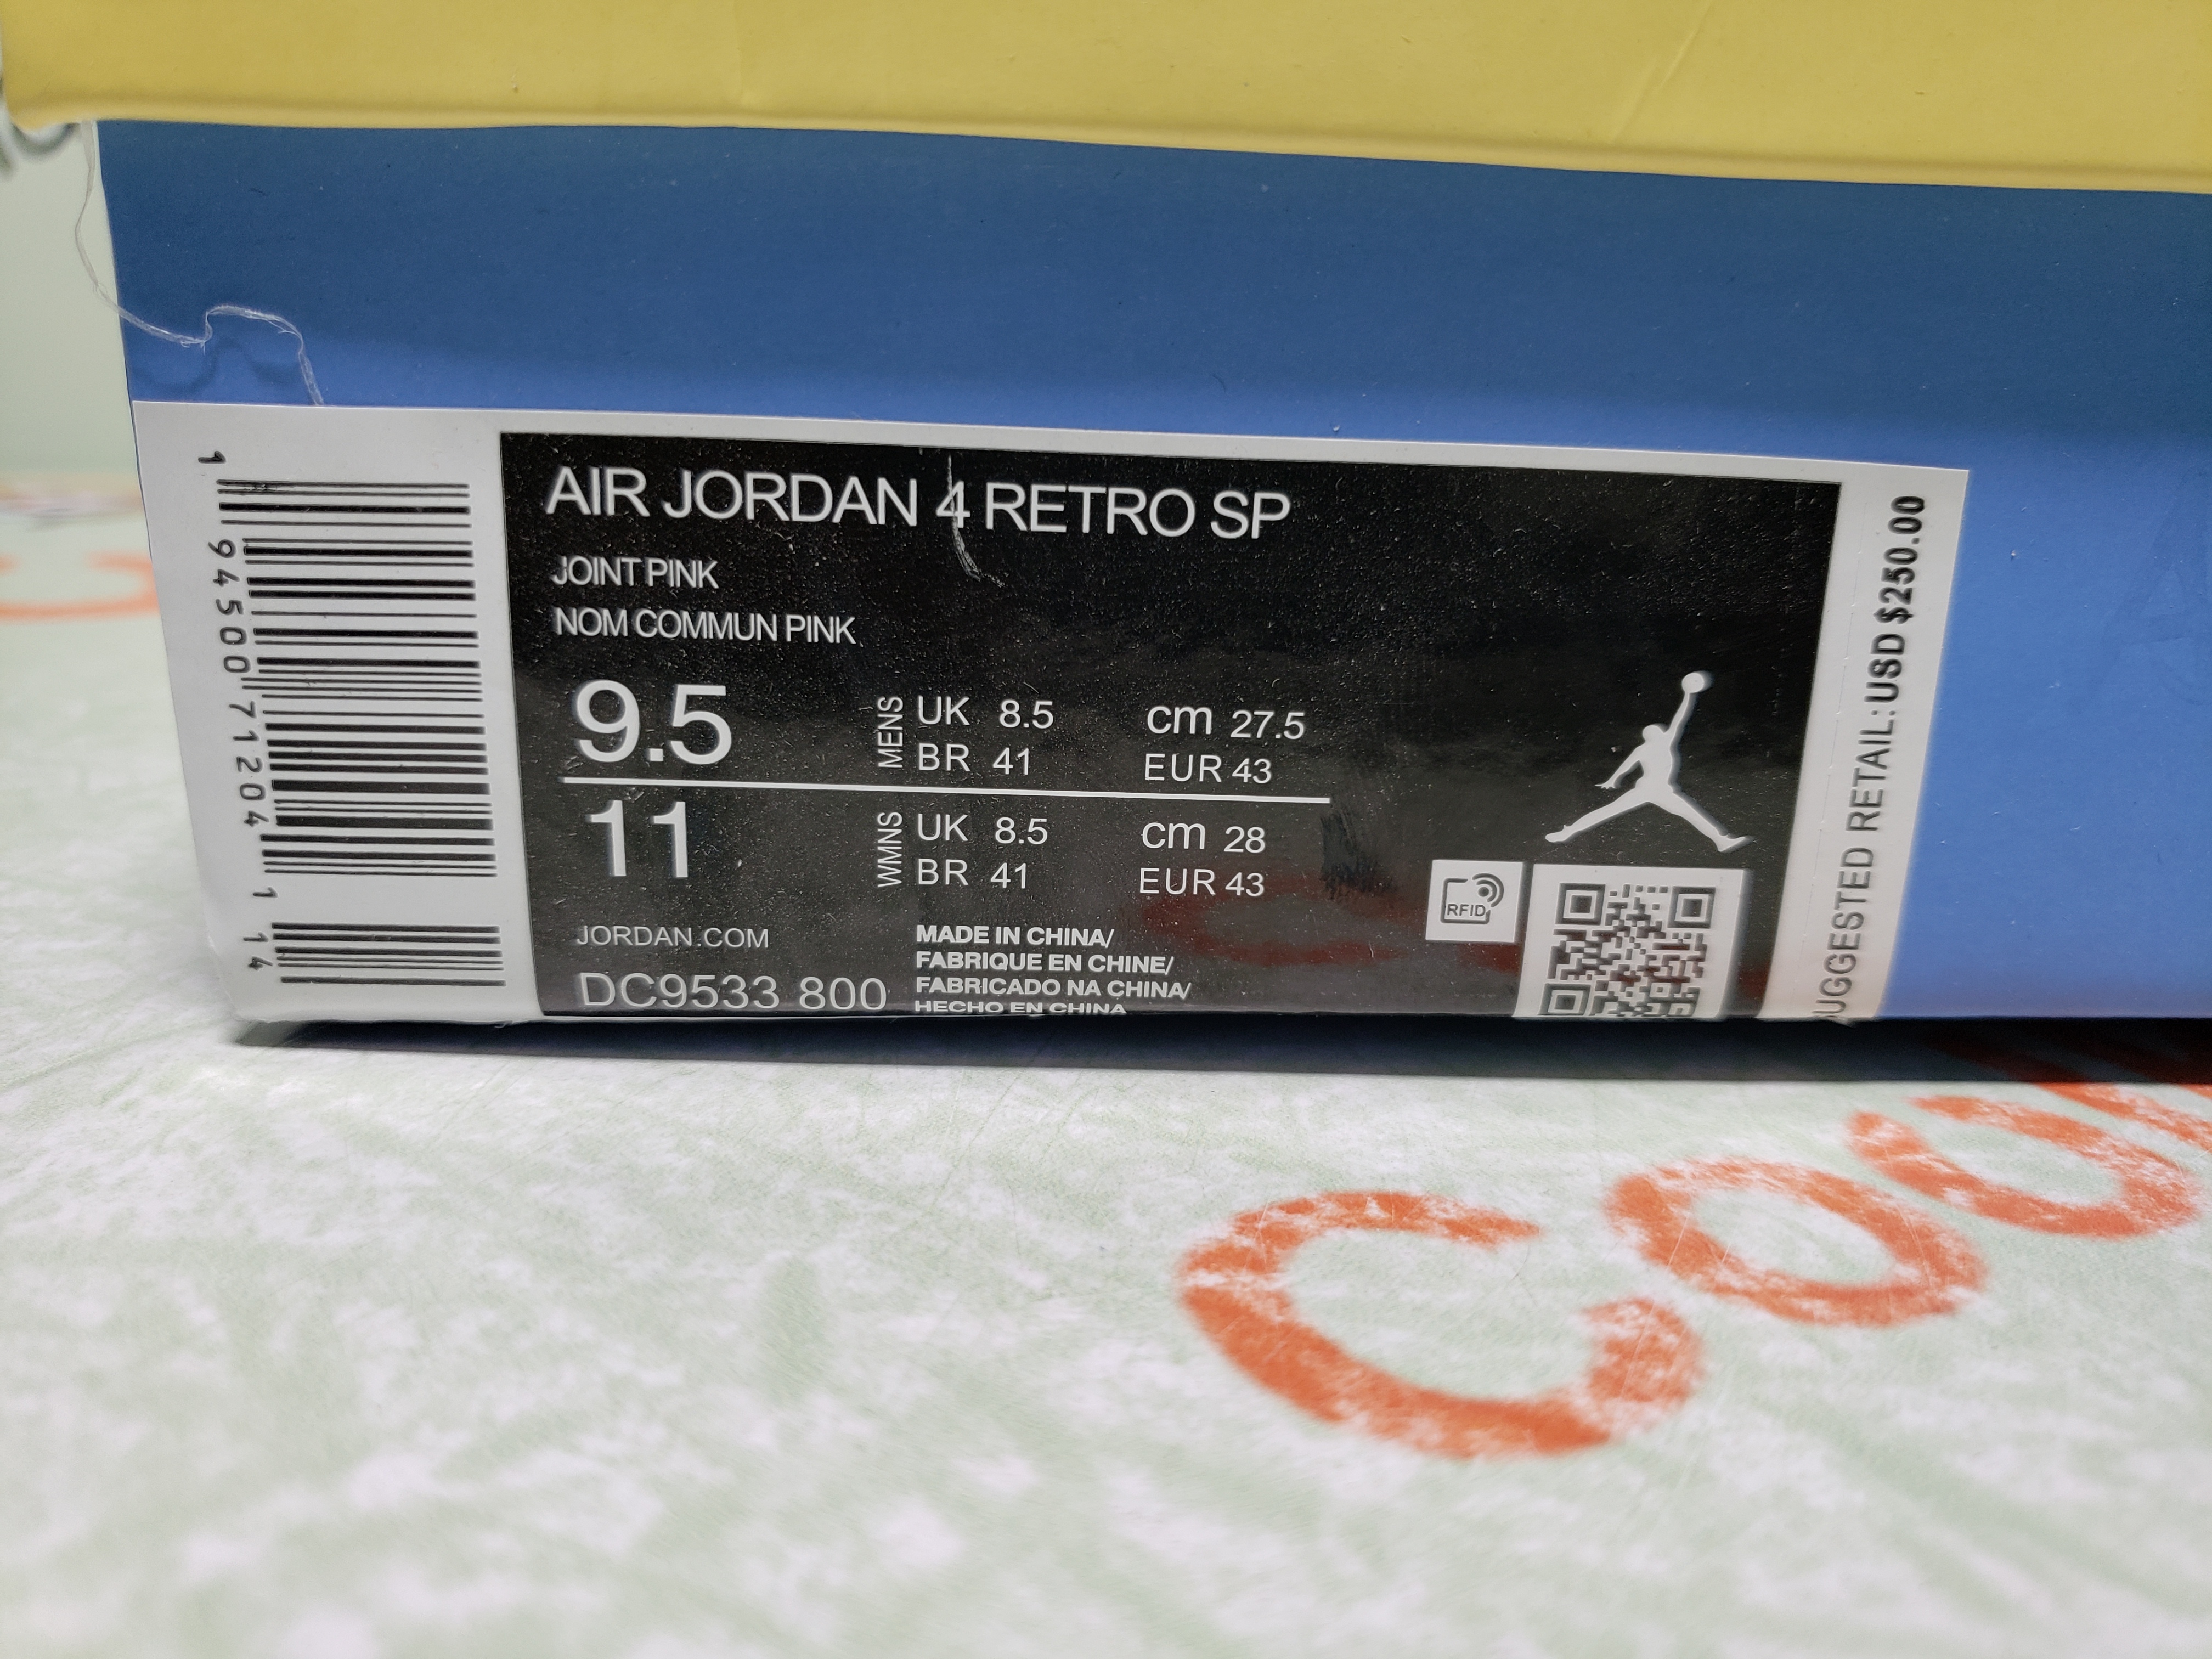 AIR JORDAN 4 RETRO SP
JOINT PINK
NOM COMMUN PINK
9.5
MENS
UK 8.5
cm 27.5
BR 41
EUR 43
11
WMNS
UK 8.5
cm 28
BR 41
EUR 43
JORDAN.COM
DC9533 800
MADE IN CHINA/
FABRIQUE EN CHINE/
FABRICADO NA CHINA/
HECHO EN CHINA
RFID
1 94500 71204 1 14
UGGESTED RETAIL: USD $250.00